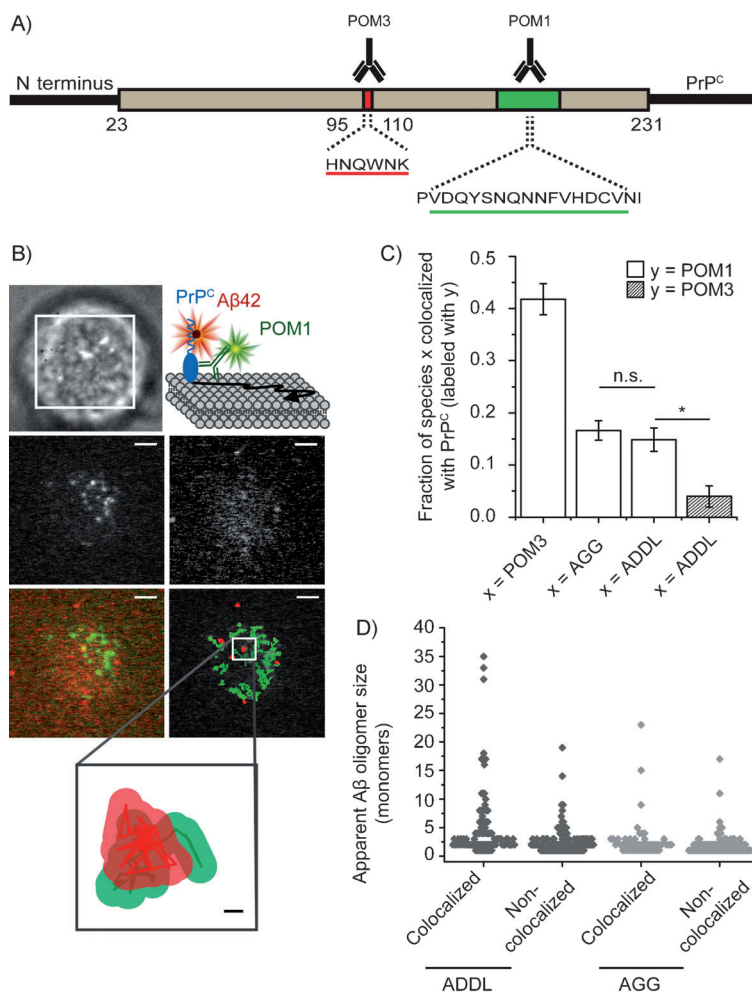 A)
POM3 POM1
N terminus PrPᶜ
23 95 110 231
HNQWNK
PVDQYSNQNNFVHDCVNI
B)
PrPᶜ Aβ42
POM1
C)
Fraction of species x colocalized
with PrPᶜ (labeled with y)
0.5
0.4
0.3
0.2
0.1
0.0
y = POM1
y = POM3
n.s.
*
x = POM3
x = AGG
x = ADDL
x = ADDL
D)
Apparent Aβ oligomer size
(monomers)
40
35
30
25
20
15
10
5
0
Colocalized
Non-
colocalized
Colocalized
Non-
colocalized
ADDL AGG